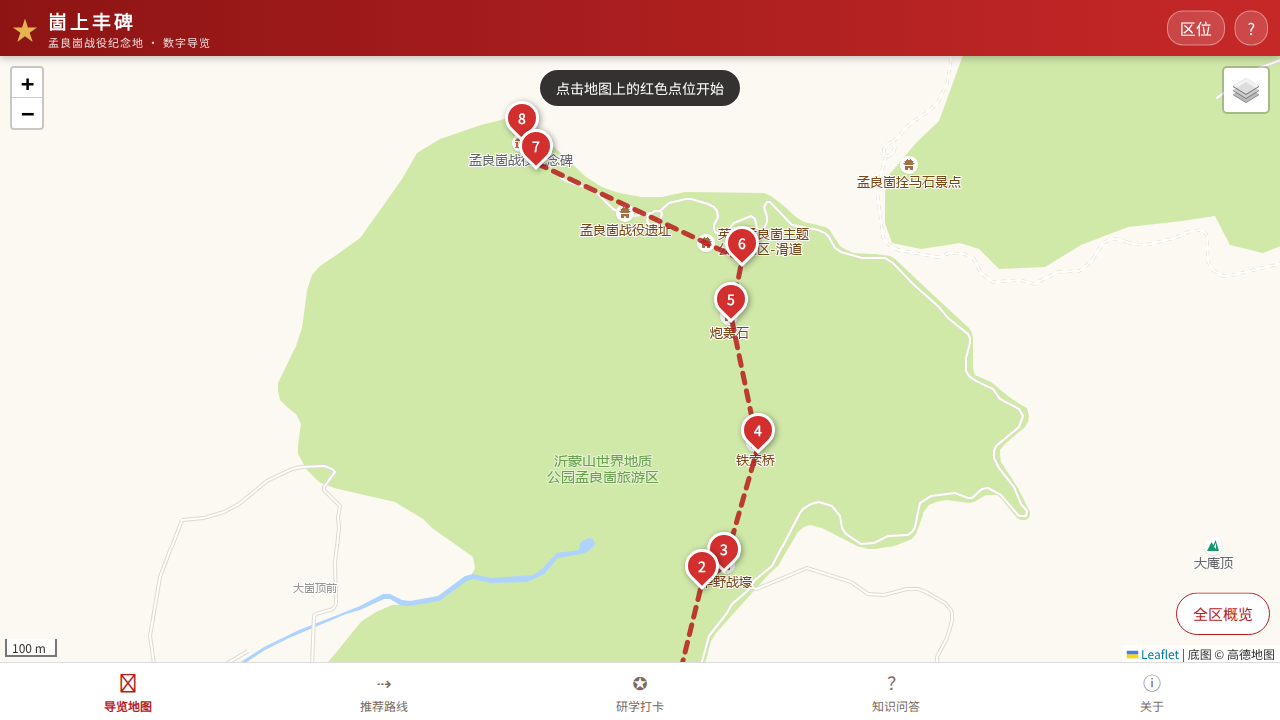 崮上丰碑
孟良崮战役纪念地 · 数字导览
区位
?
+
−
点击地图上的红色点位开始
8
7
孟良崮战役
念碑
孟良崮拴马石景点
孟良崮战役遗址
良崮主题
区-滑道
6
5
炮轰石
4
铁索桥
沂蒙山世界地质
公园孟良崮旅游区
3
2
野战壕
大崮顶前
大庵顶
全区概览
100 m
Leaflet | 底图 © 高德地图
导览地图
推荐路线
研学打卡
?
知识问答
关于